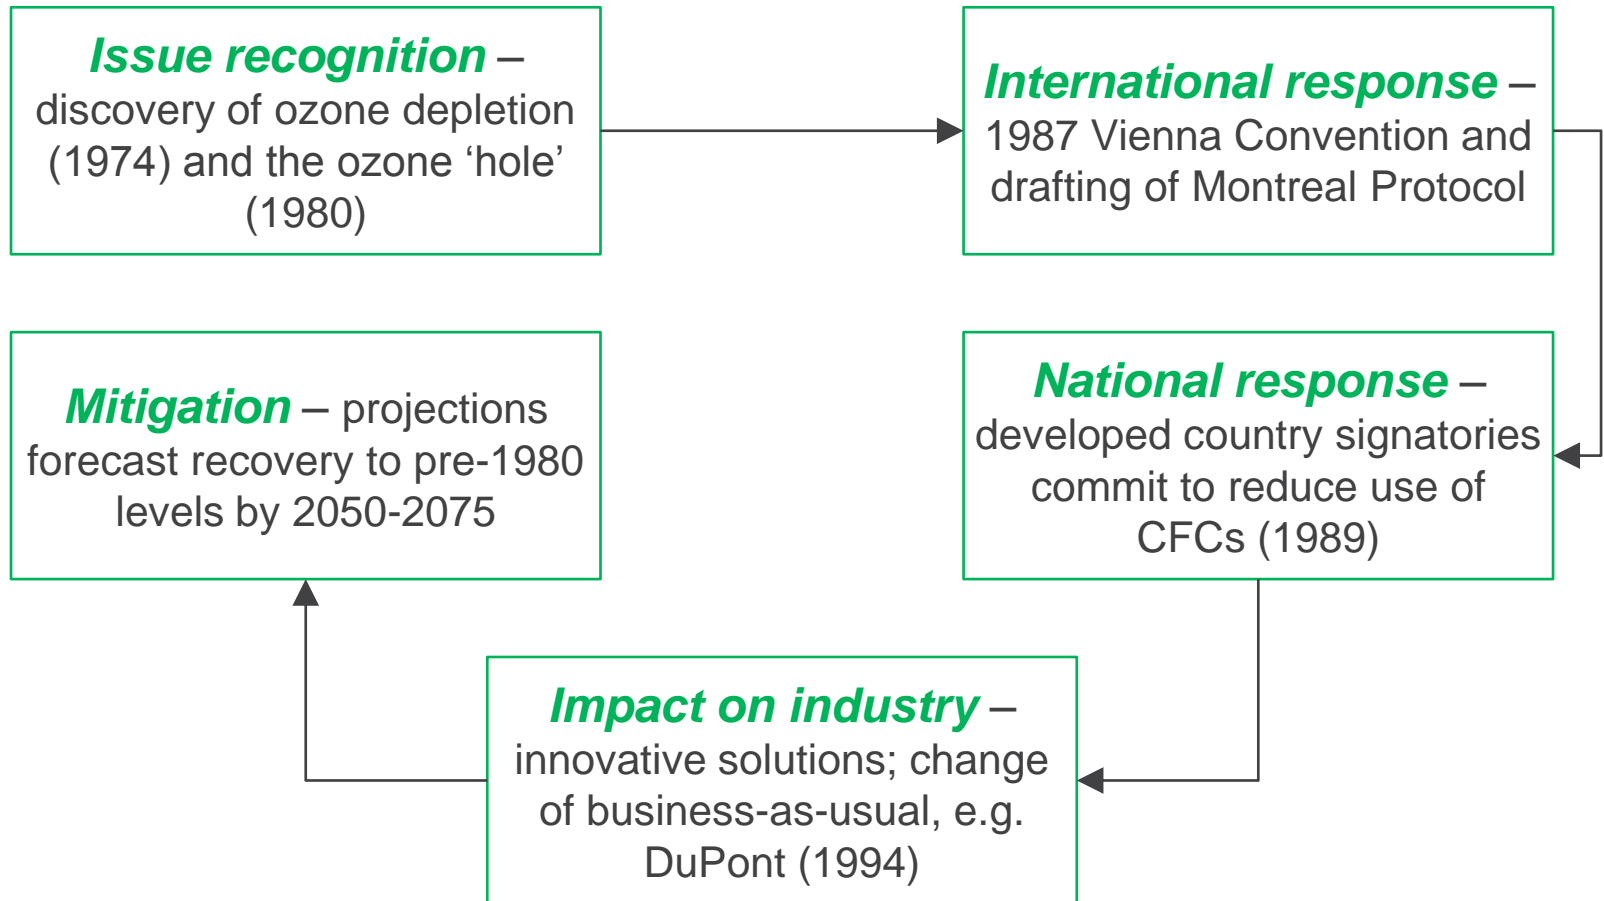 Issue recognition –
discovery of ozone depletion
(1974) and the ozone ‘hole’
(1980)
International response –
1987 Vienna Convention and
drafting of Montreal Protocol
National response –
developed country signatories
commit to reduce use of
CFCs (1989)
Impact on industry –
innovative solutions; change
of business-as-usual, e.g.
DuPont (1994)
Mitigation – projections
forecast recovery to pre-1980
levels by 2050-2075